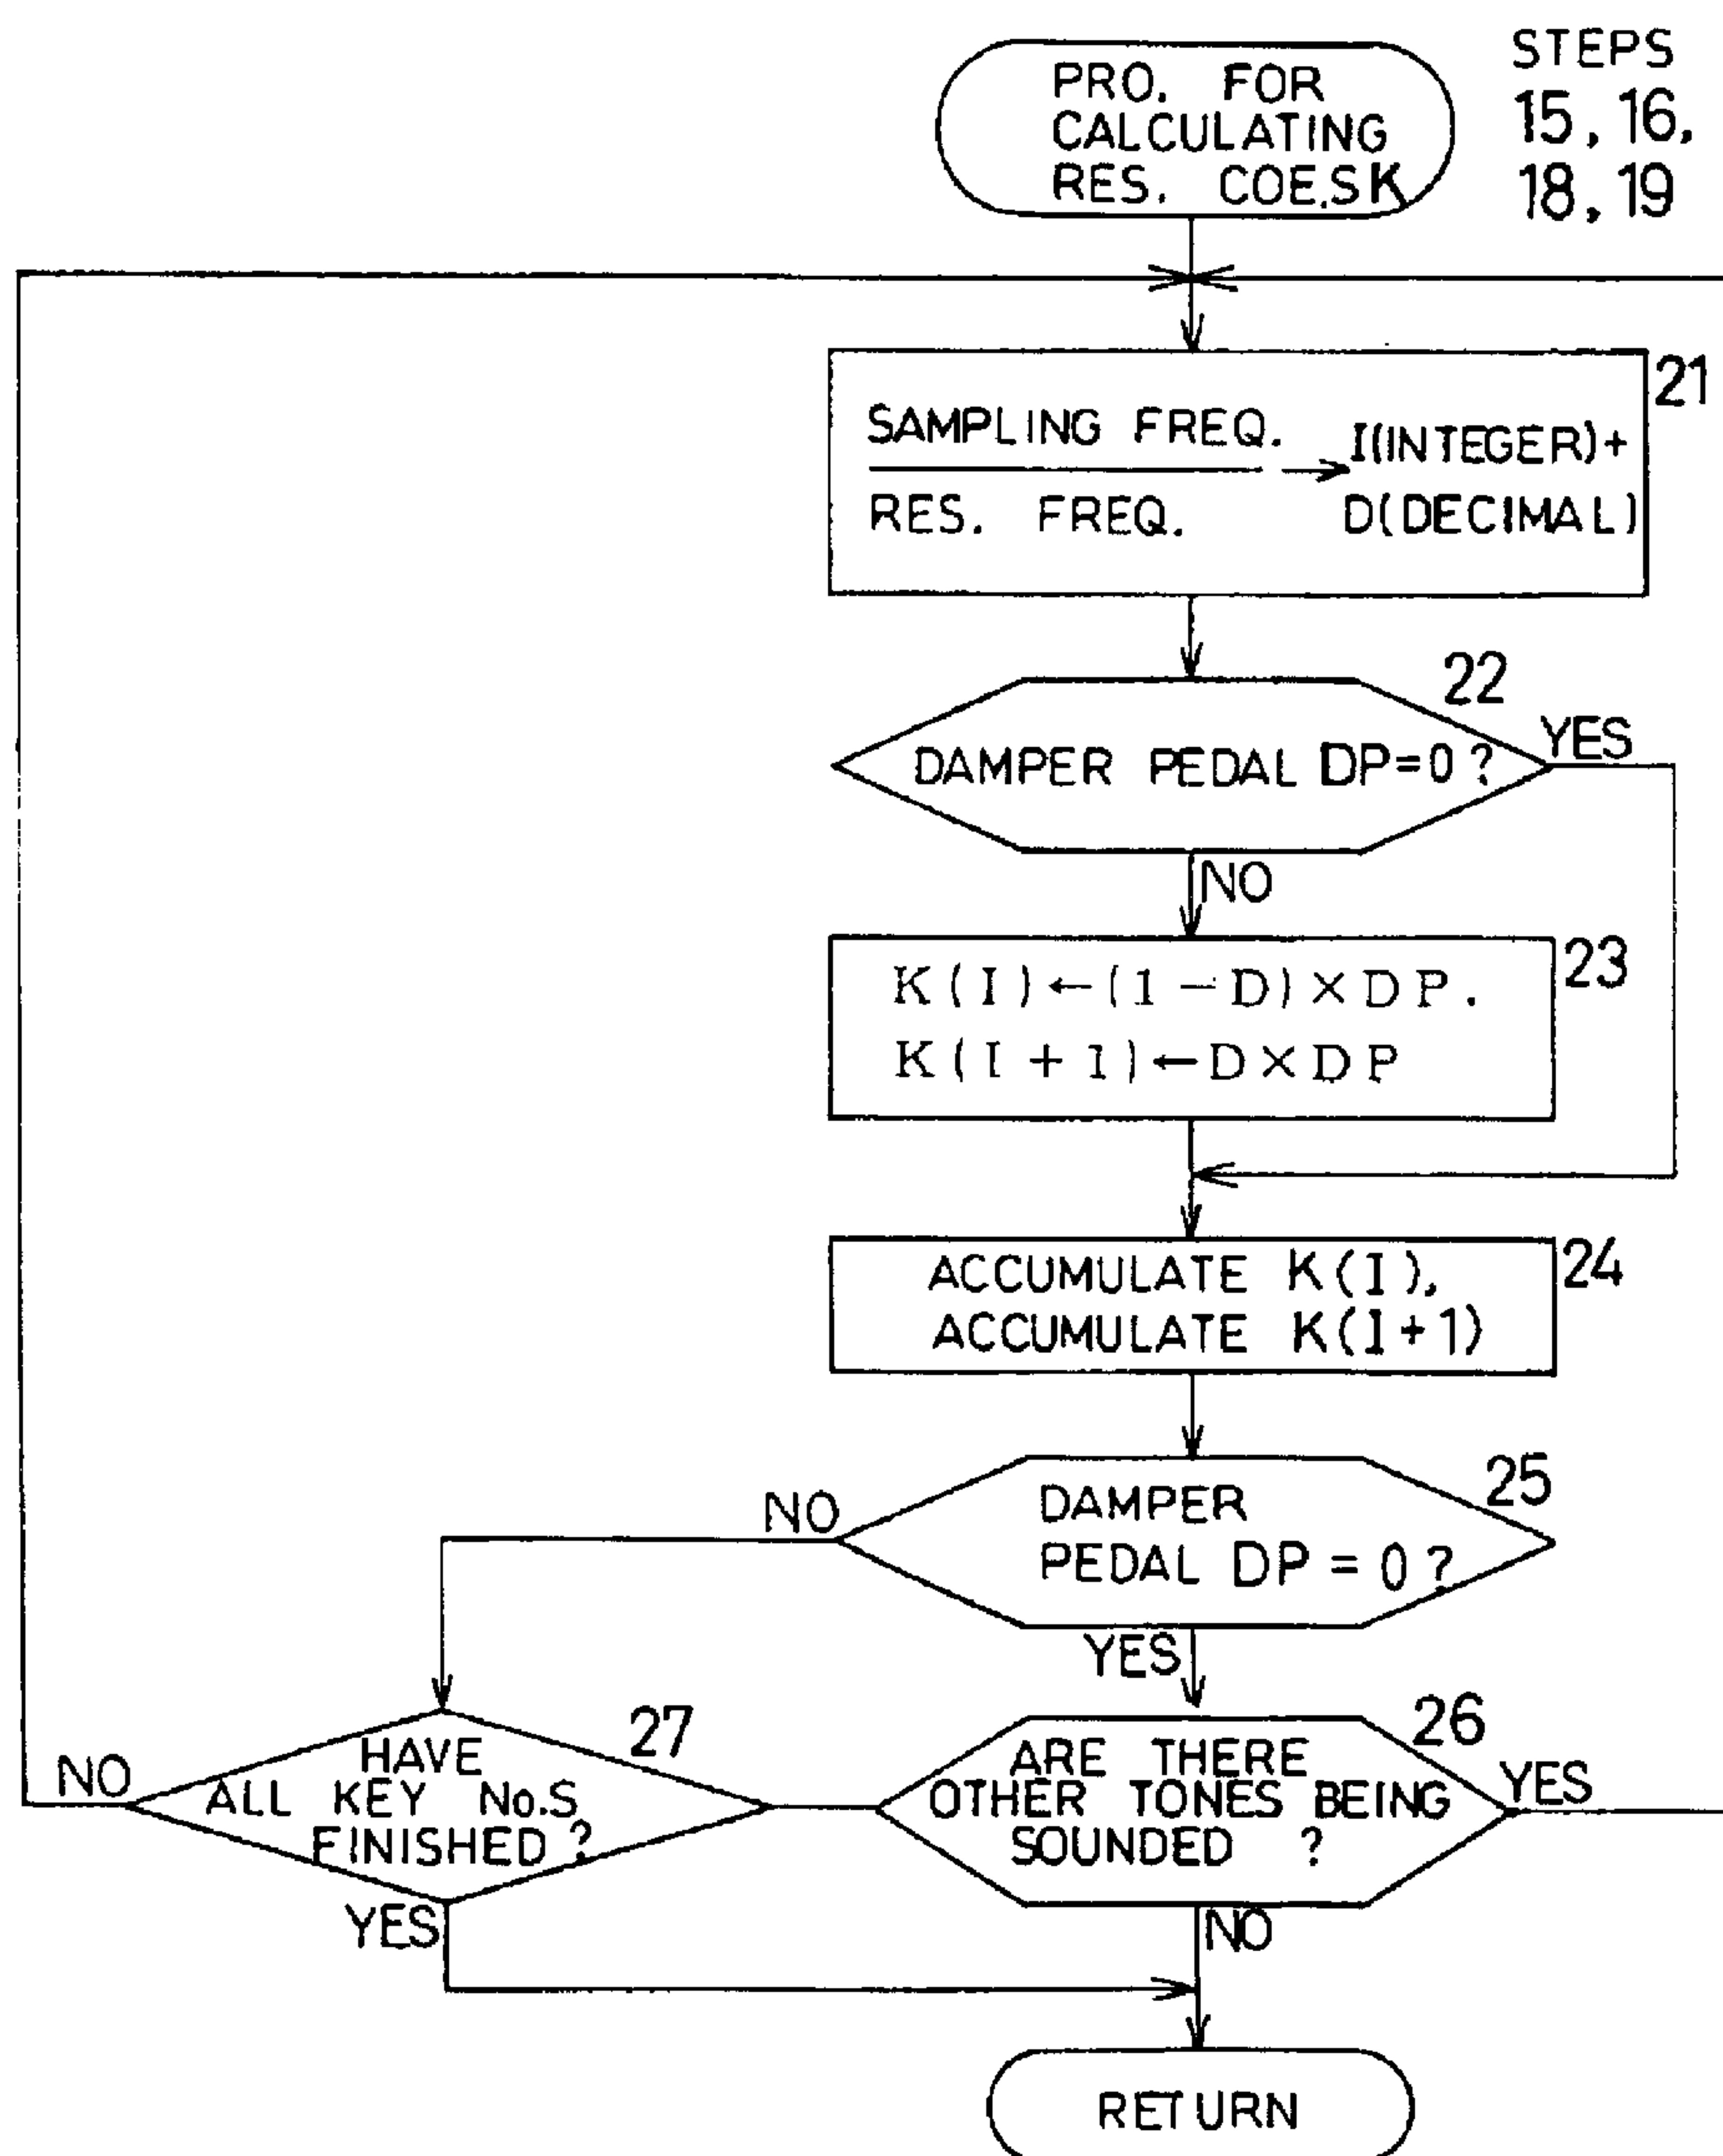 PRO. FOR
CALCULATING
RES. COE.S K
STEPS
15, 16,
18, 19
21
SAMPLING FREQ.
RES. FREQ.
→ I(INTEGER)+
D(DECIMAL)
22
DAMPER PEDAL DP=0 ?
YES
NO
23
K(I)←(1−D)×DP.
K(I+1)←D×DP
24
ACCUMULATE K(I),
ACCUMULATE K(I+1)
25
DAMPER
PEDAL DP = 0 ?
NO
YES
27
HAVE
ALL KEY No.S
FINISHED ?
NO
YES
26
ARE THERE
OTHER TONES BEING
SOUNDED ?
YES
NO
RETURN